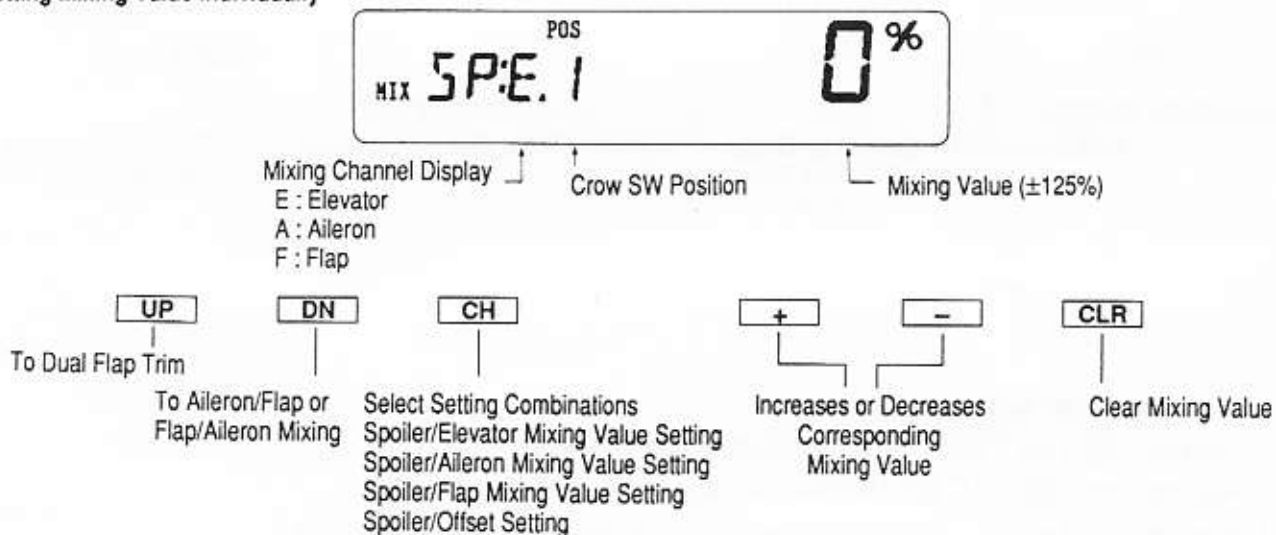 Mixing Value Individually
POS
MIX SP:E. 1 0 %
Mixing Channel Display
E : Elevator
A : Aileron
F : Flap
Crow SW Position
Mixing Value (±125%)
UP
DN
CH
+
−
CLR
To Dual Flap Trim
To Aileron/Flap or
Flap/Aileron Mixing
Select Setting Combinations
Spoiler/Elevator Mixing Value Setting
Spoiler/Aileron Mixing Value Setting
Spoiler/Flap Mixing Value Setting
Spoiler/Offset Setting
Increases or Decreases
Corresponding
Mixing Value
Clear Mixing Value